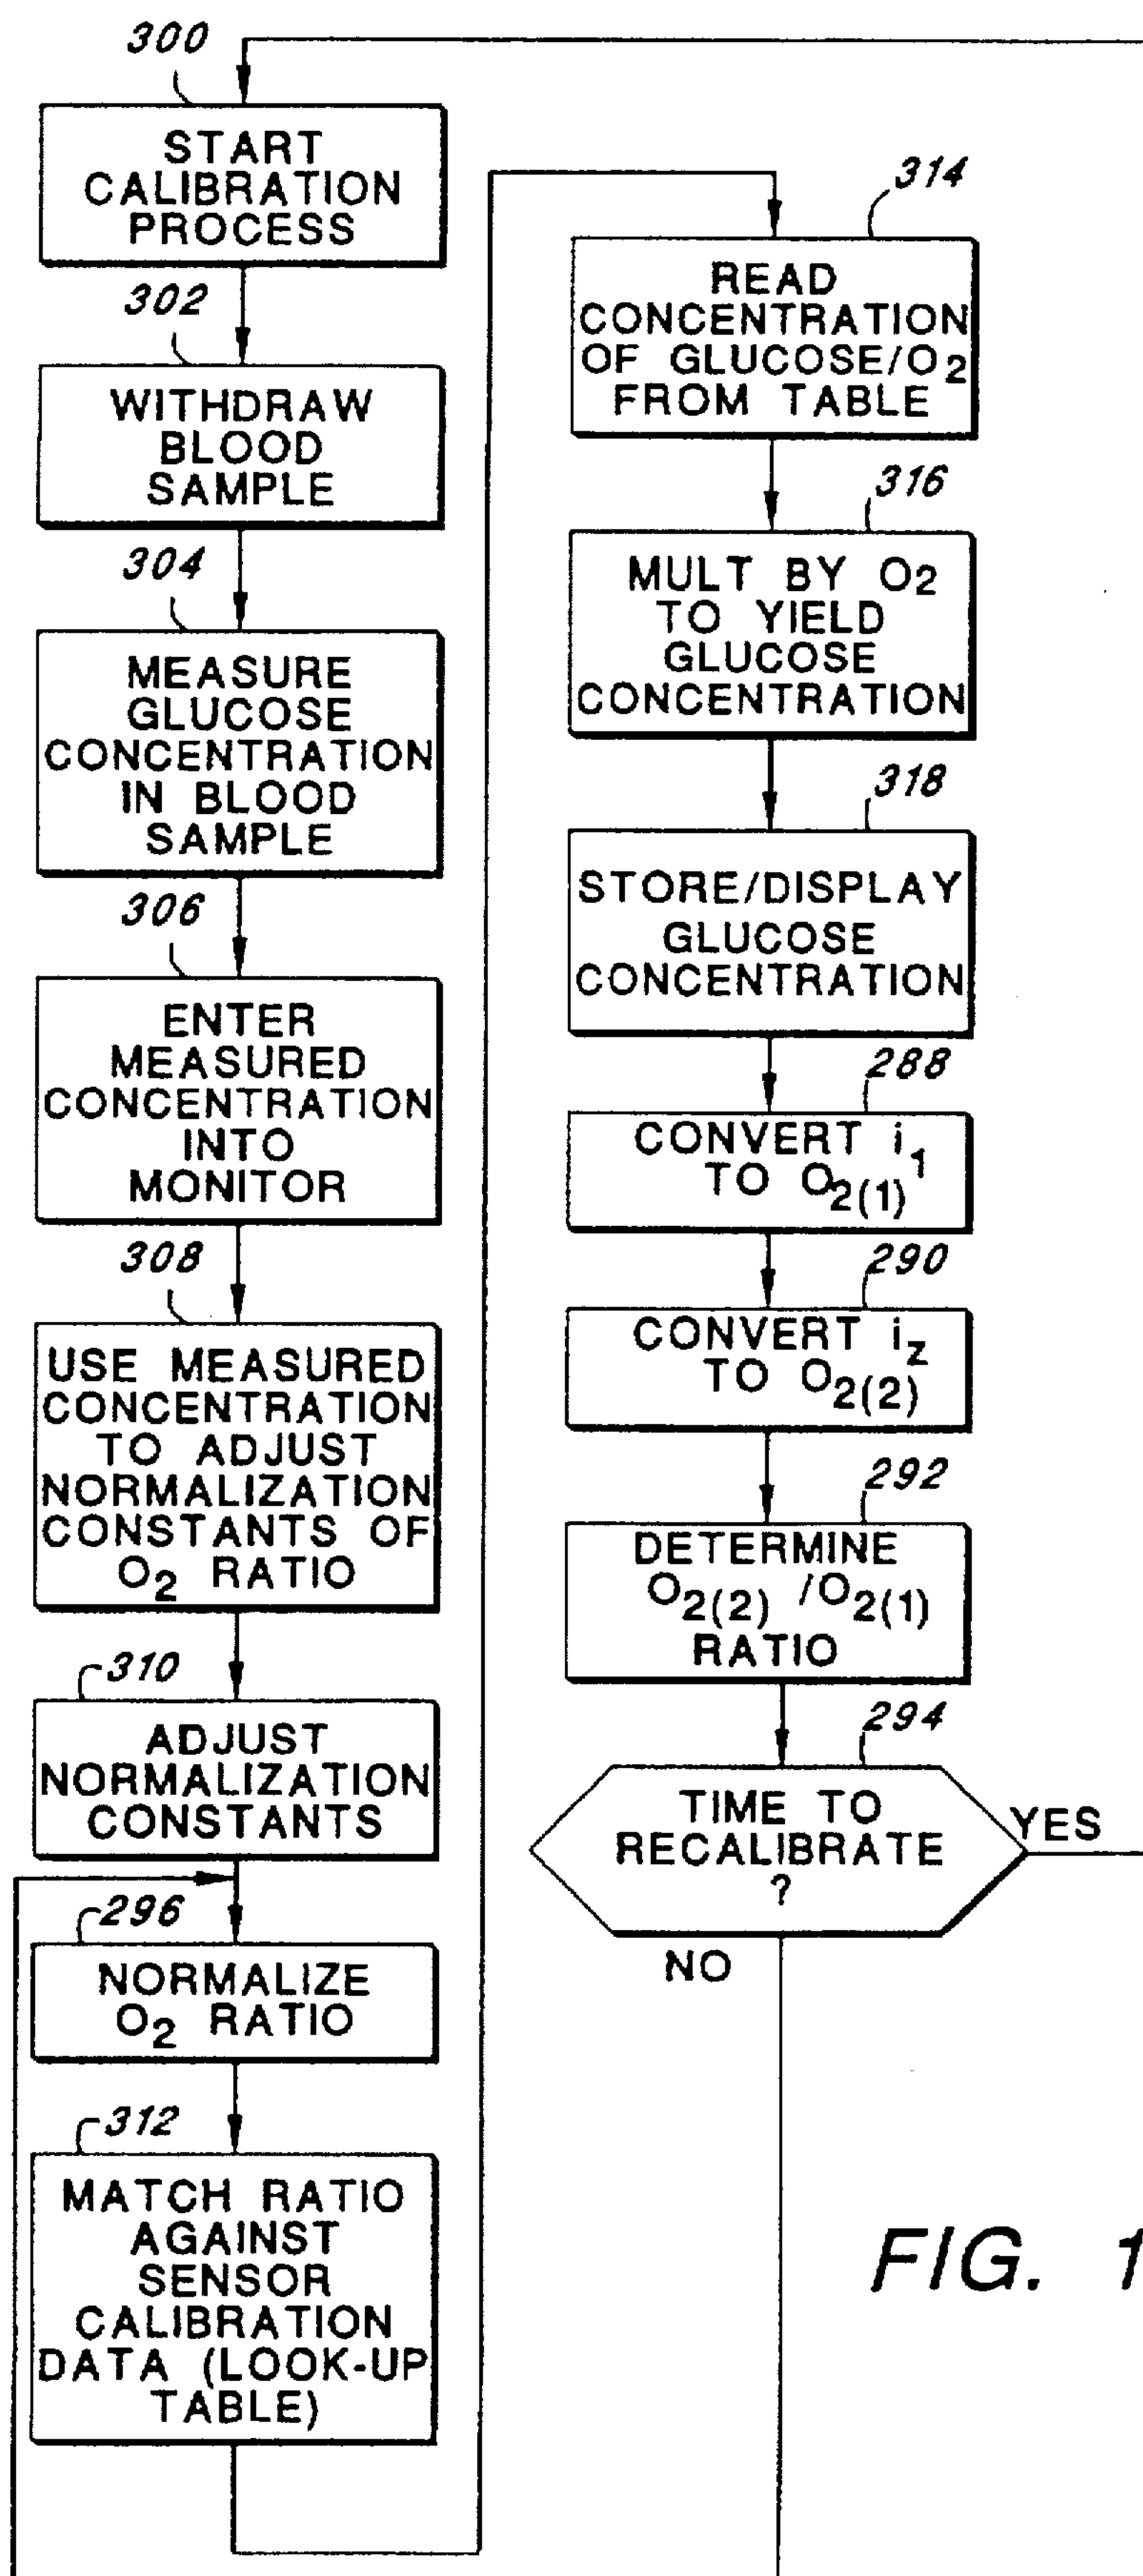 300
START
CALIBRATION
PROCESS
302
WITHDRAW
BLOOD
SAMPLE
304
MEASURE
GLUCOSE
CONCENTRATION
IN BLOOD
SAMPLE
306
ENTER
MEASURED
CONCENTRATION
INTO
MONITOR
308
USE MEASURED
CONCENTRATION
TO ADJUST
NORMALIZATION
CONSTANTS OF
O2 RATIO
310
ADJUST
NORMALIZATION
CONSTANTS
296
NORMALIZE
O2 RATIO
312
MATCH RATIO
AGAINST
SENSOR
CALIBRATION
DATA (LOOK-UP
TABLE)
314
READ
CONCENTRATION
OF GLUCOSE/O2
FROM TABLE
316
MULT BY O2
TO YIELD
GLUCOSE
CONCENTRATION
318
STORE/DISPLAY
GLUCOSE
CONCENTRATION
288
CONVERT i1
TO O2(1)
290
CONVERT iz
TO O2(2)
292
DETERMINE
O2(2) /O2(1)
RATIO
294
TIME TO
RECALIBRATE
?
YES
NO
FIG. 1